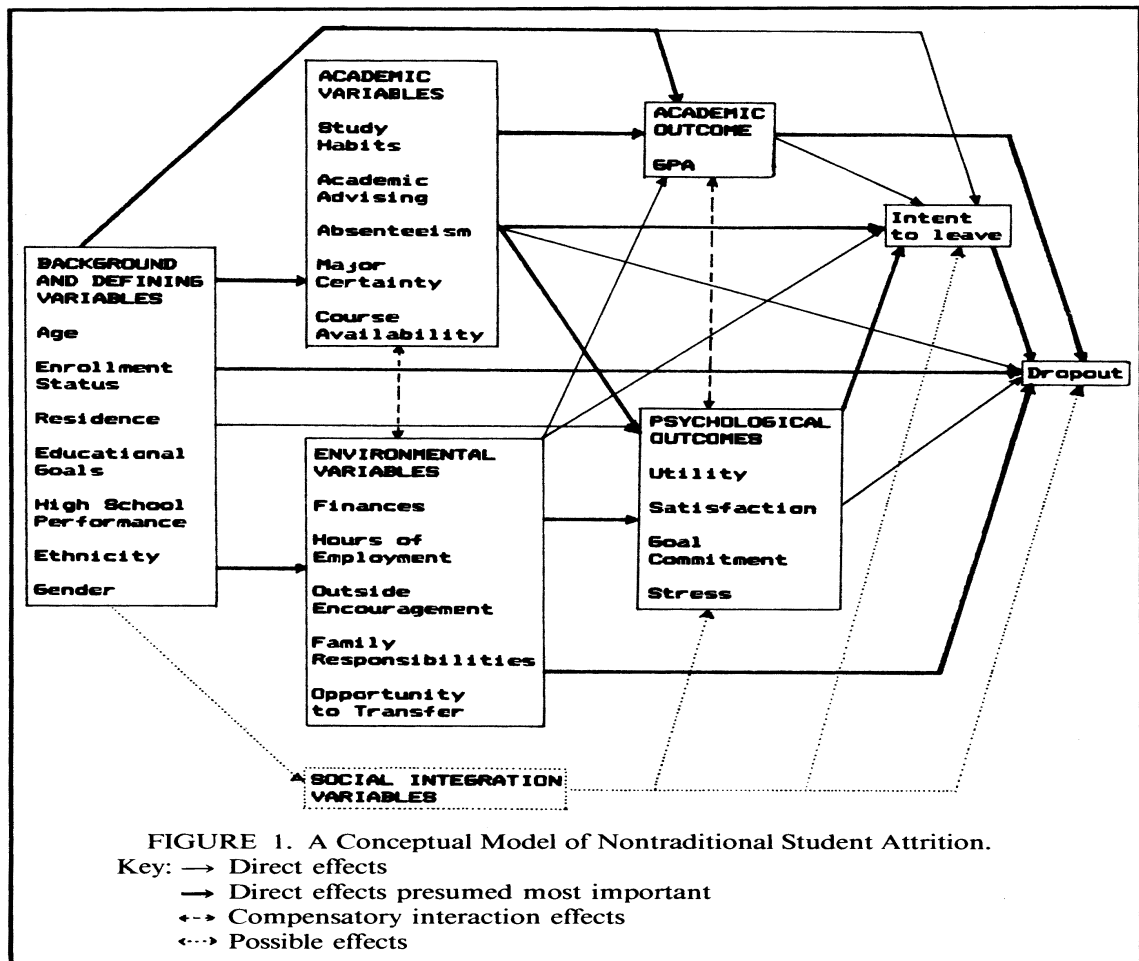 ACADEMIC
VARIABLES
Study
Habits
Academic
Advising
Absenteeism
Major
Certainty
Course
Availability
ACADEMIC
OUTCOME
GPA
Intent
to leave
BACKGROUND
AND DEFINING
VARIABLES
Age
Enrollment
Status
Residence
Educational
Goals
High School
Performance
Ethnicity
Gender
Dropout
ENVIRONMENTAL
VARIABLES
Finances
Hours of
Employment
Outside
Encouragement
Family
Responsibilities
Opportunity
to Transfer
PSYCHOLOGICAL
OUTCOMES
Utility
Satisfaction
Goal
Commitment
Stress
SOCIAL INTEGRATION
VARIABLES
FIGURE 1. A Conceptual Model of Nontraditional Student Attrition.
Key: → Direct effects
→ Direct effects presumed most important
↔ Compensatory interaction effects
↔ Possible effects